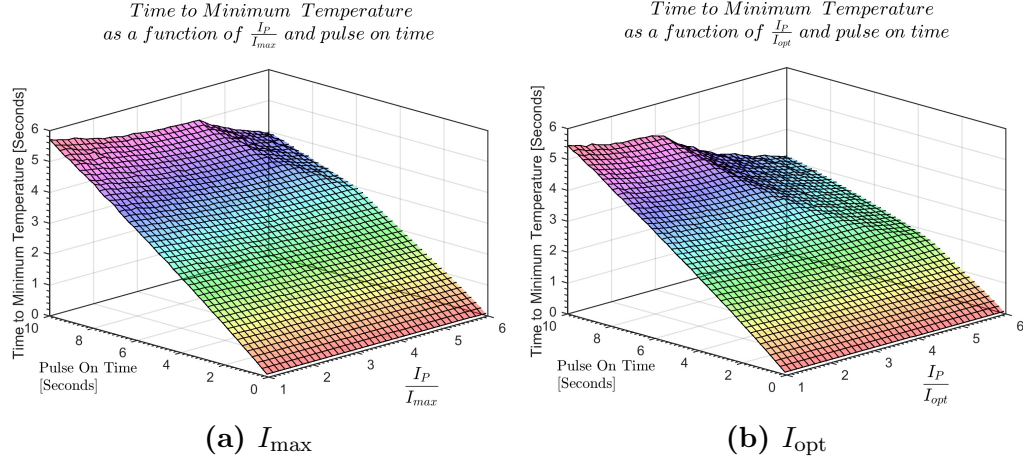 Time to Minimum Temperature
as a function of I_P/I_max and pulse on time
Time to Minimum Temperature [Seconds]
6
5
4
3
2
1
0
10
8
6
4
2
0
Pulse On Time
[Seconds]
1
2
3
4
5
6
I_P/I_max
(a) I_max
Time to Minimum Temperature
as a function of I_P/I_opt and pulse on time
Time to Minimum Temperature [Seconds]
6
5
4
3
2
1
0
10
8
6
4
2
0
Pulse On Time
[Seconds]
1
2
3
4
5
6
I_P/I_opt
(b) I_opt